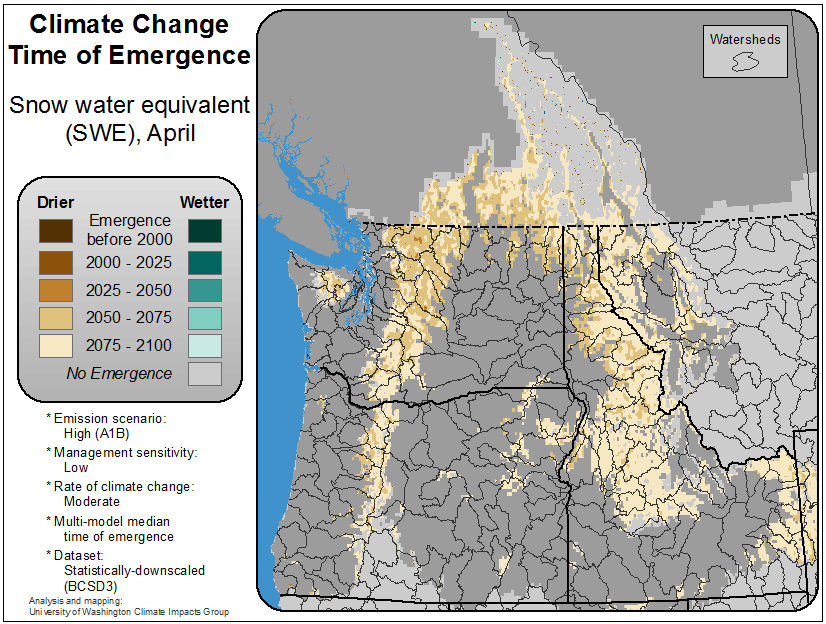 Climate Change
Time of Emergence
Snow water equivalent
(SWE), April
Drier
Wetter
Emergence
before 2000
2000 - 2025
2025 - 2050
2050 - 2075
2075 - 2100
No Emergence
* Emission scenario:
High (A1B)
* Management sensitivity:
Low
* Rate of climate change:
Moderate
* Multi-model median
time of emergence
* Dataset:
Statistically-downscaled
(BCSD3)
Analysis and mapping:
University of Washington Climate Impacts Group
Watersheds